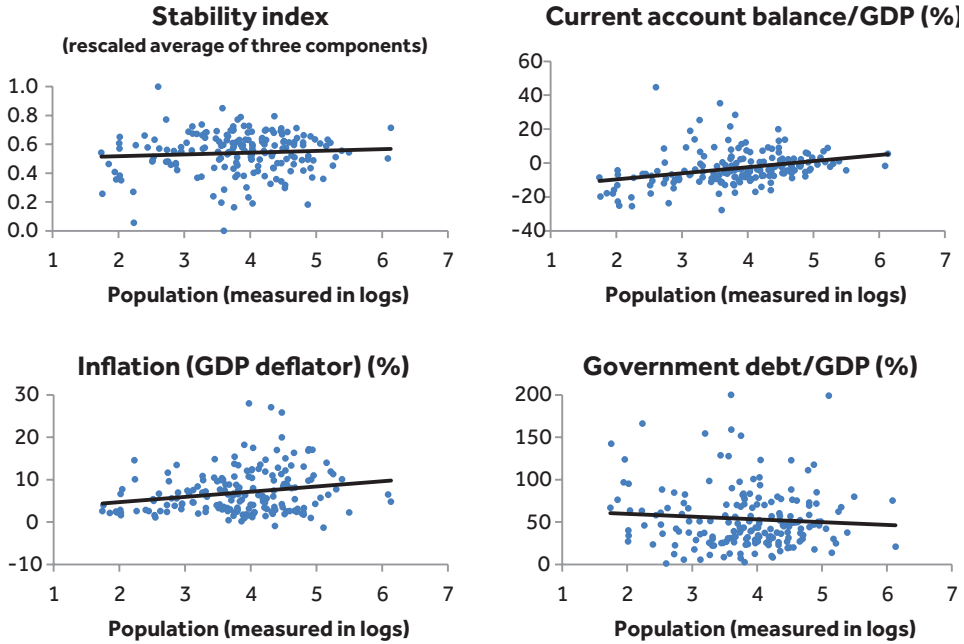 Stability index
(rescaled average of three components)
1.0
0.8
0.6
0.4
0.2
0.0
1 2 3 4 5 6 7
Population (measured in logs)
Current account balance/GDP (%)
60
40
20
0
-20
-40
1 2 3 4 5 6 7
Population (measured in logs)
Inflation (GDP deflator) (%)
30
20
10
0
-10
1 2 3 4 5 6 7
Population (measured in logs)
Government debt/GDP (%)
200
150
100
50
0
1 2 3 4 5 6 7
Population (measured in logs)